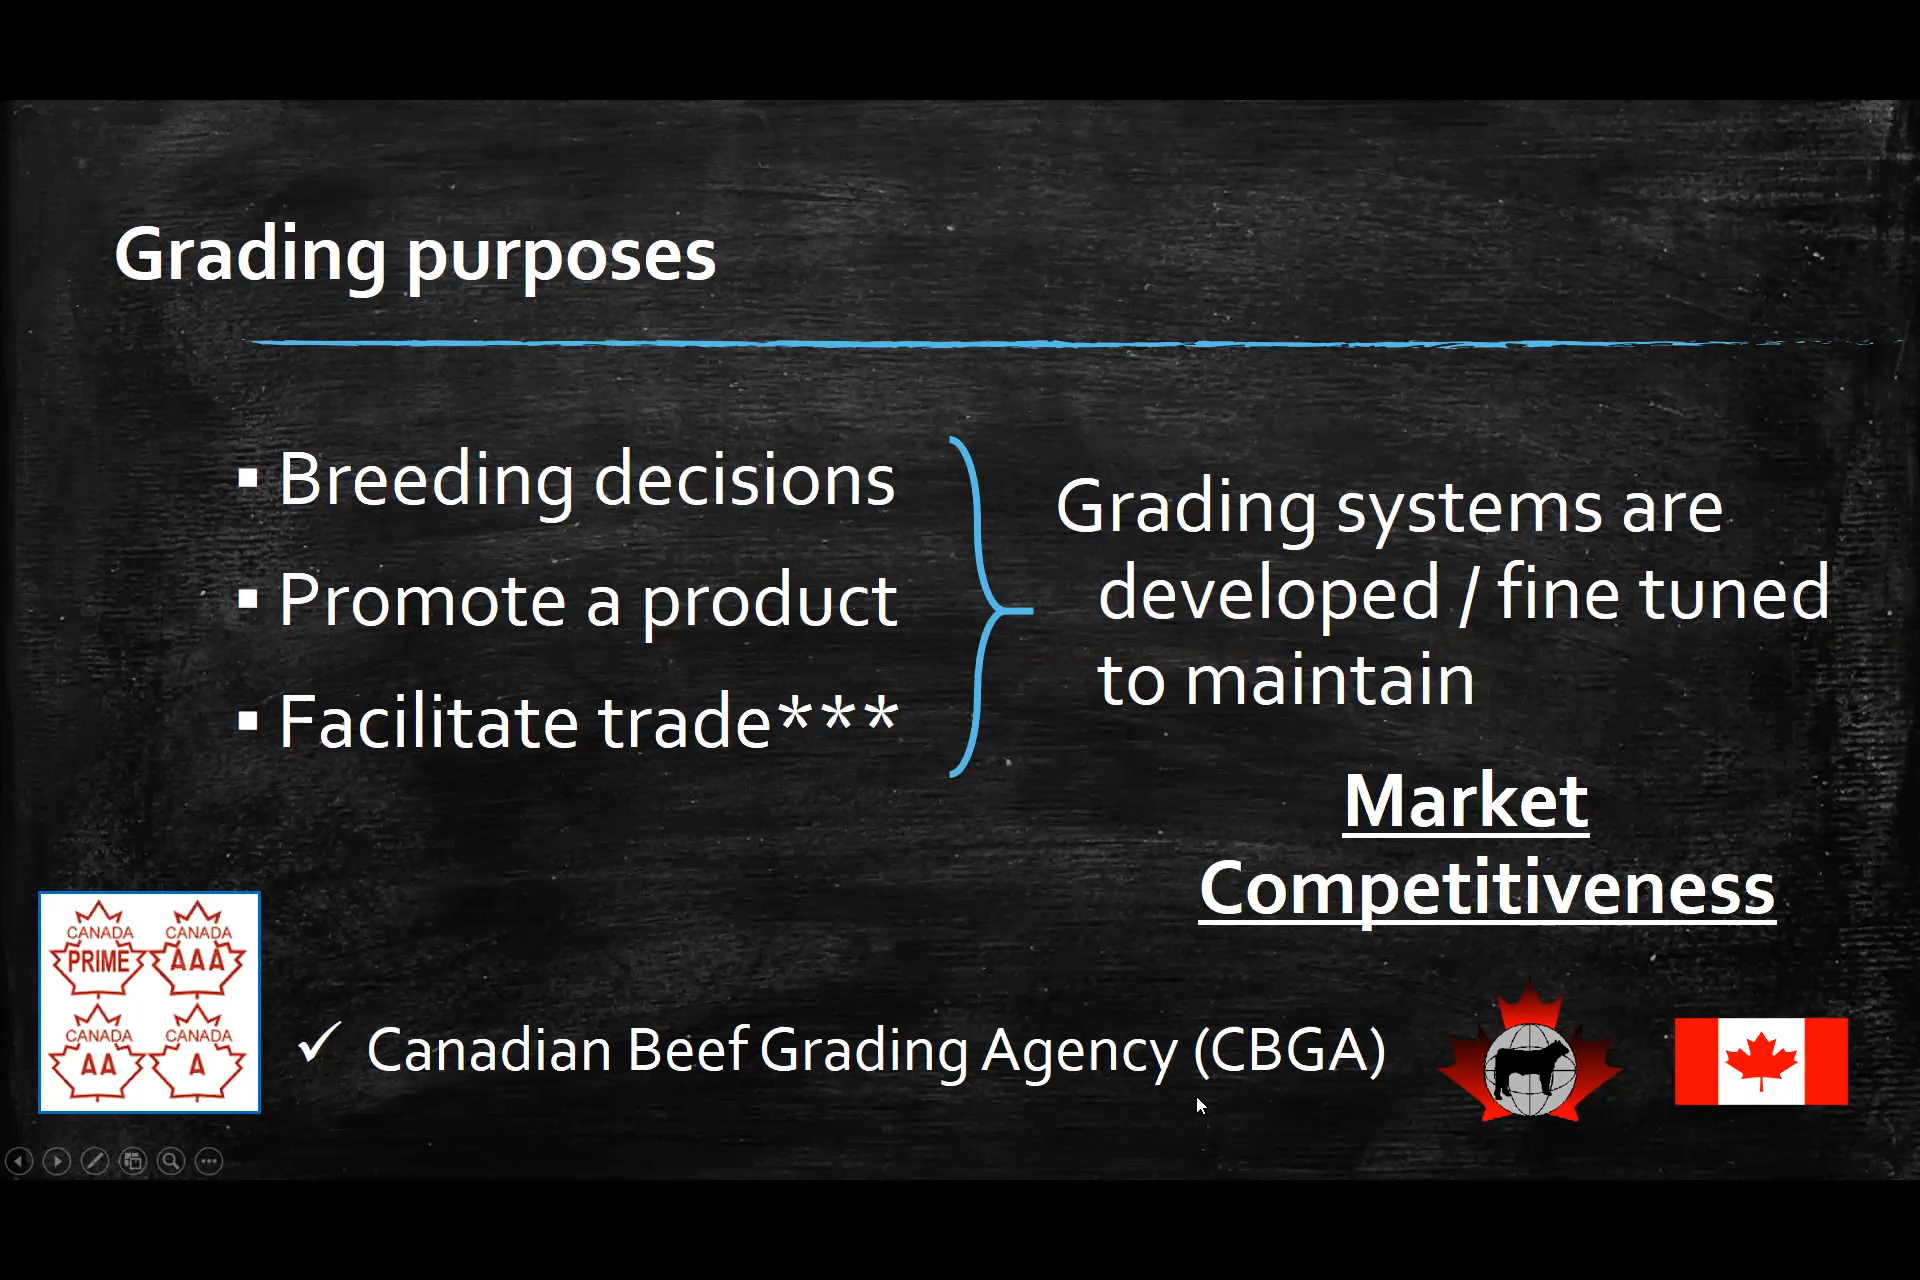 Grading purposes
▪ Breeding decisions
▪ Promote a product
▪ Facilitate trade***
Grading systems are
developed / fine tuned
to maintain
Market
Competitiveness
CANADA
PRIME
CANADA
AAA
CANADA
AA
CANADA
A
✓ Canadian Beef Grading Agency (CBGA)